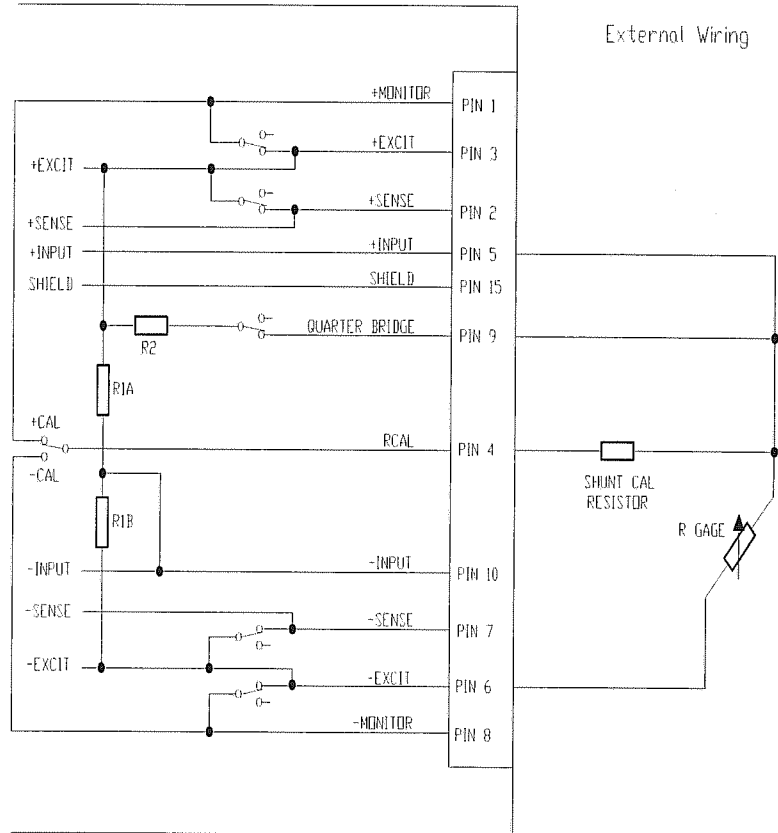 External Wiring
+MONITOR
PIN 1
+EXCIT
PIN 3
+EXCIT
+SENSE
PIN 2
+SENSE
+INPUT
+INPUT
PIN 5
SHIELD
SHIELD
PIN 15
QUARTER BRIDGE
PIN 9
R2
R1A
+CAL
RCAL
PIN 4
-CAL
SHUNT CAL
RESISTOR
R1B
R GAGE
-INPUT
-INPUT
PIN 10
-SENSE
-SENSE
PIN 7
-EXCIT
-EXCIT
PIN 6
-MONITOR
PIN 8